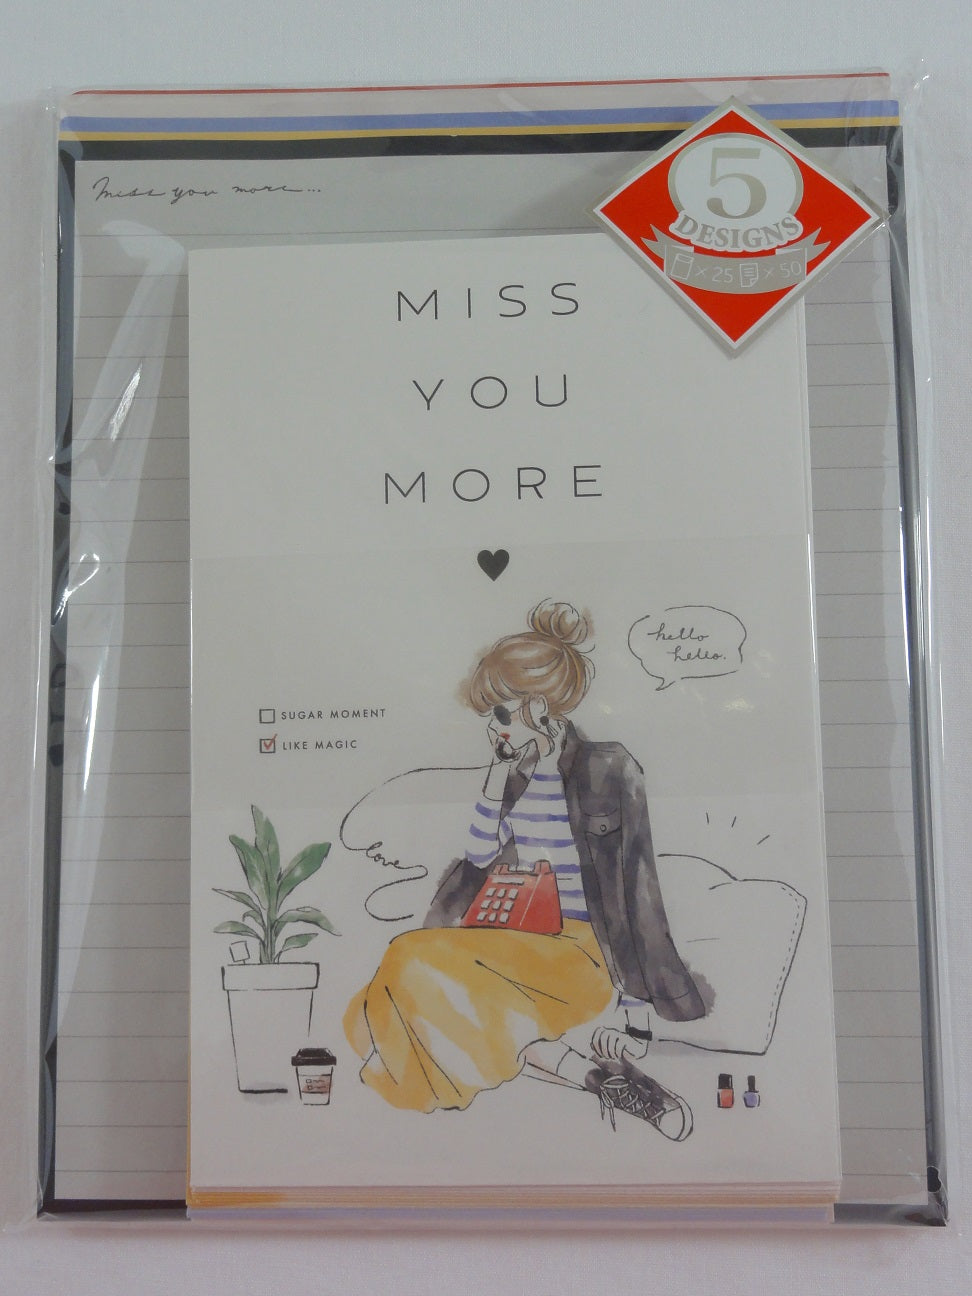 miss you more...
5
DESIGNS
× 25 × 50
MISS
YOU
MORE
hello
hello.
SUGAR MOMENT
LIKE MAGIC
love